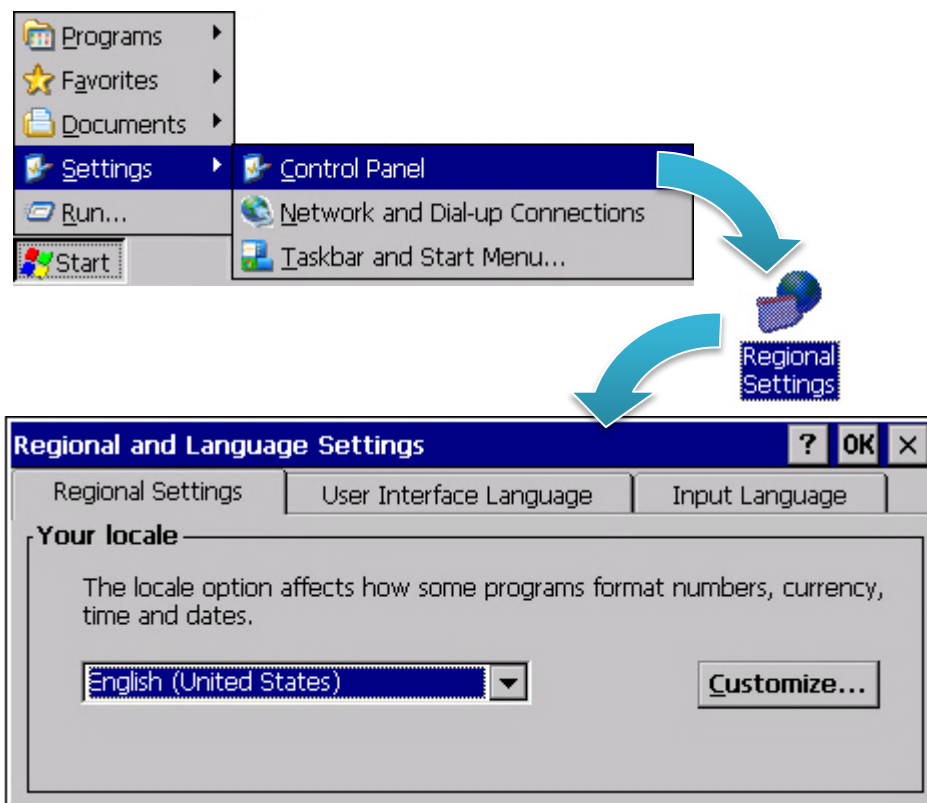 Programs
Favorites
Documents
Settings
Control Panel
Run...
Network and Dial-up Connections
Start
Taskbar and Start Menu...
Regional
Settings
Regional and Language Settings
? OK ×
Regional Settings
User Interface Language
Input Language
Your locale
The locale option affects how some programs format numbers, currency,
time and dates.
English (United States)
Customize...